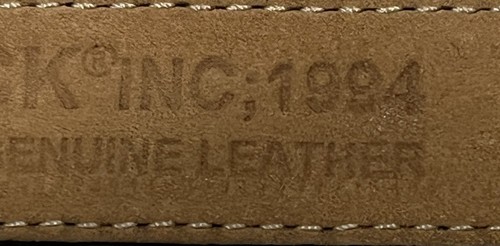 CK® INC; 1994
GENUINE LEATHER